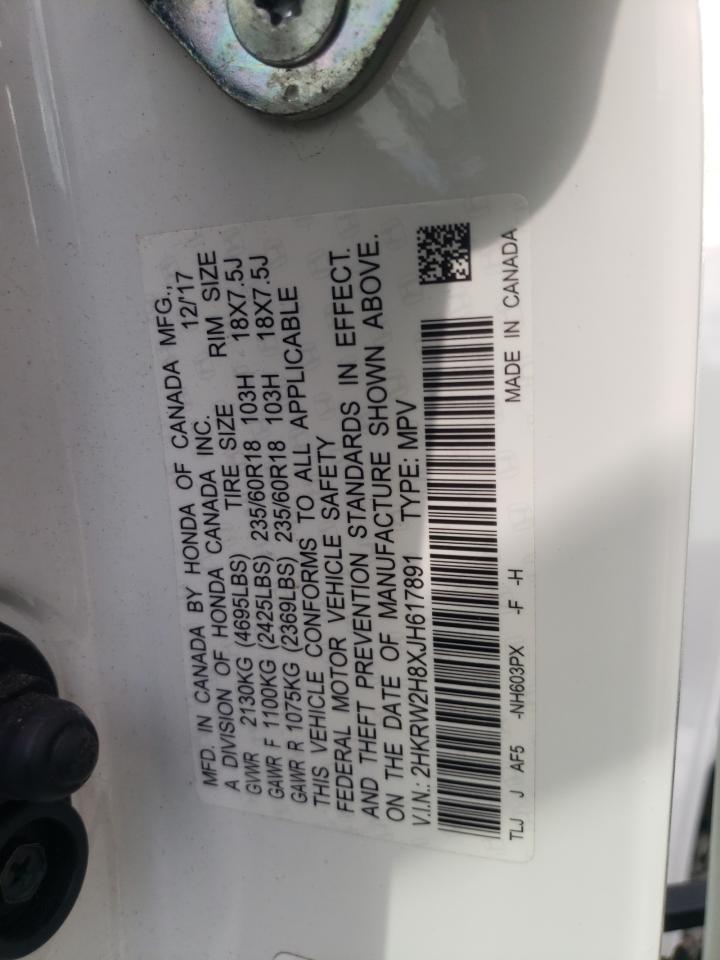 MFD. IN CANADA BY HONDA OF CANADA MFG.,
A DIVISION OF HONDA CANADA INC. 12/'17
GVWR 2130KG (4695LBS) TIRE SIZE RIM SIZE
GAWR F 1100KG (2425LBS) 235/60R18 103H 18X7.5J
GAWR R 1075KG (2369LBS) 235/60R18 103H 18X7.5J
THIS VEHICLE CONFORMS TO ALL APPLICABLE
FEDERAL MOTOR VEHICLE SAFETY
AND THEFT PREVENTION STANDARDS IN EFFECT
ON THE DATE OF MANUFACTURE SHOWN ABOVE.
V.I.N.: 2HKRW2H8XJH617891 TYPE: MPV
TLJ J AF5 -NH603PX -F -H MADE IN CANADA